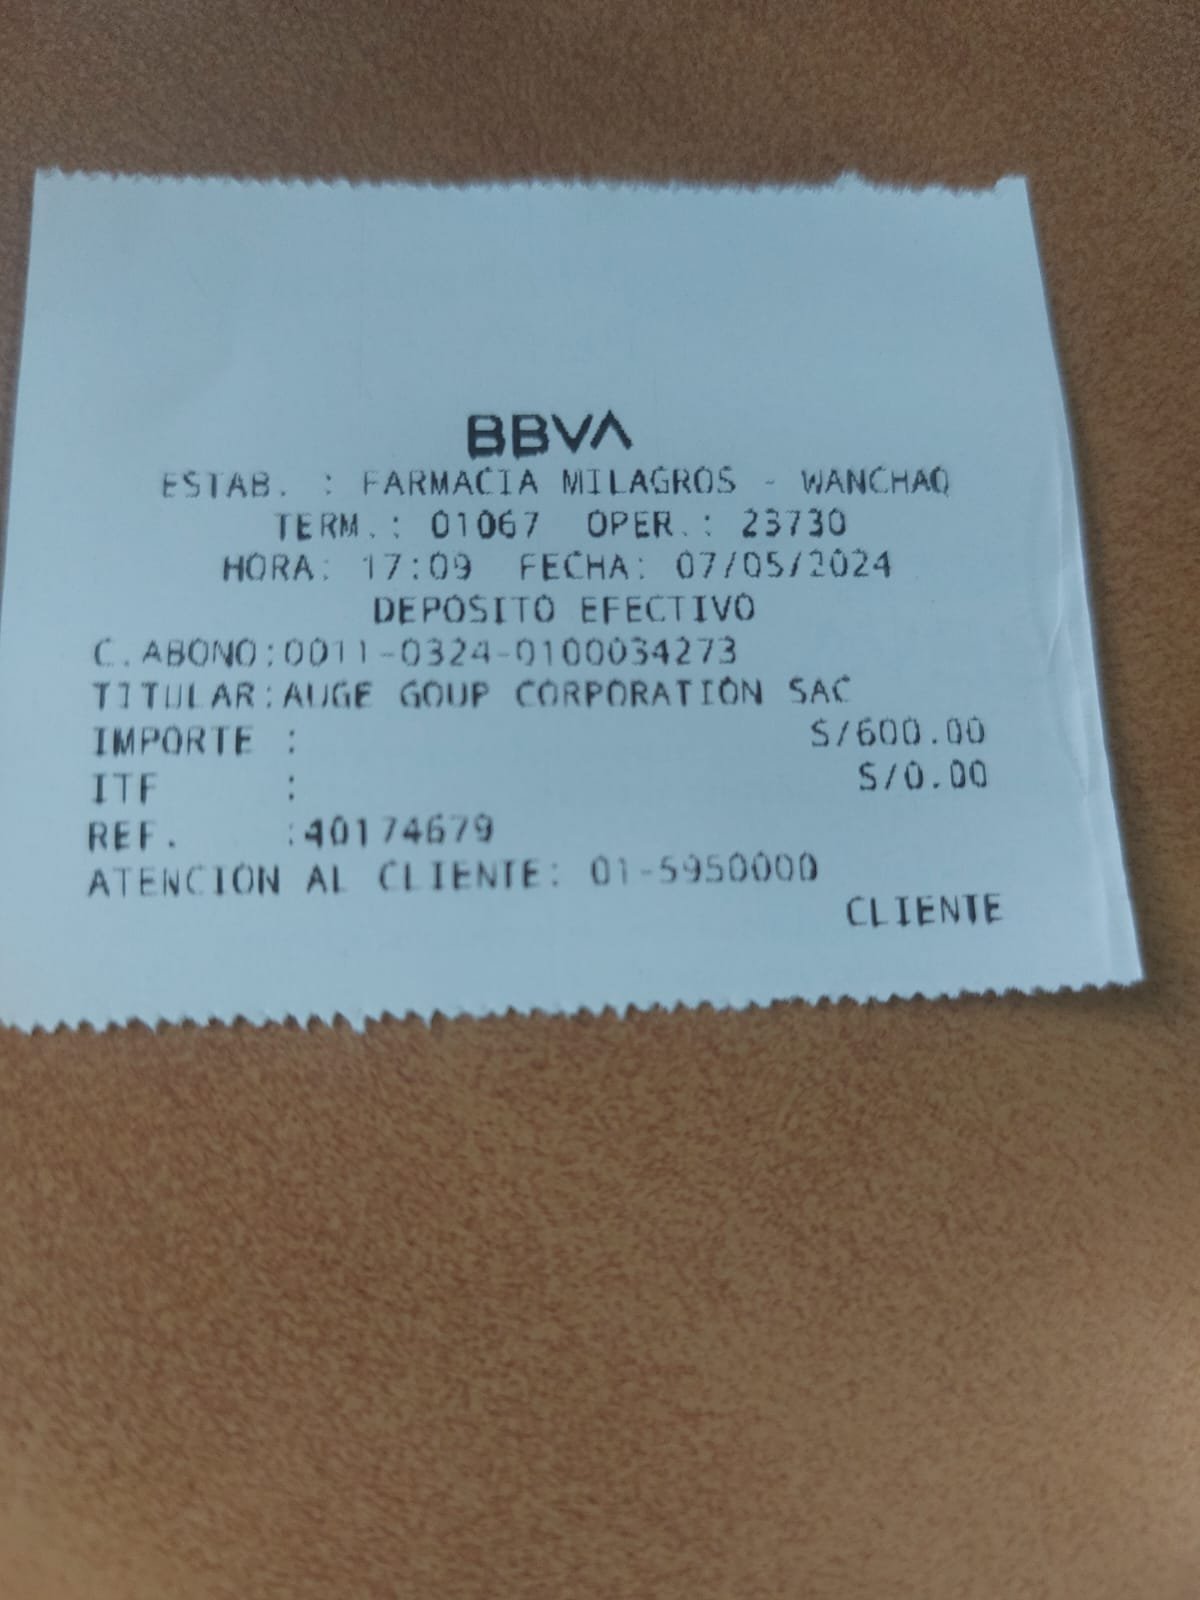 BBVA
ESTAB. : FARMACIA MILAGROS - WANCHAQ
TERM.: 01067 OPER.: 23730
HORA: 17:09 FECHA: 07/05/2024
DEPOSITO EFECTIVO
C.ABONO:0011-0324-0100034273
TITULAR:AUGE GOUP CORPORATION SAC
IMPORTE : S/600.00
ITF : S/0.00
REF. :40174679
ATENCION AL CLIENTE: 01-5950000
CLIENTE